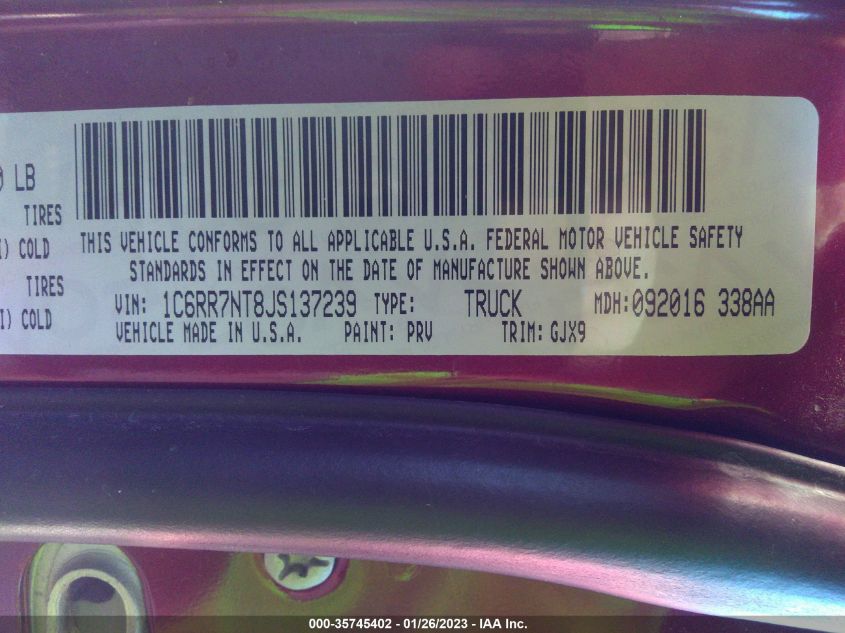 LB
TIRES
COLD
TIRES
COLD
THIS VEHICLE CONFORMS TO ALL APPLICABLE U.S.A. FEDERAL MOTOR VEHICLE SAFETY
STANDARDS IN EFFECT ON THE DATE OF MANUFACTURE SHOWN ABOVE.
VIN: 1C6RR7NT8JS137239 TYPE: TRUCK MDH:092016 338AA
VEHICLE MADE IN U.S.A. PAINT: PRV TRIM: GJX9
000-35745402 - 01/26/2023 - IAA Inc.